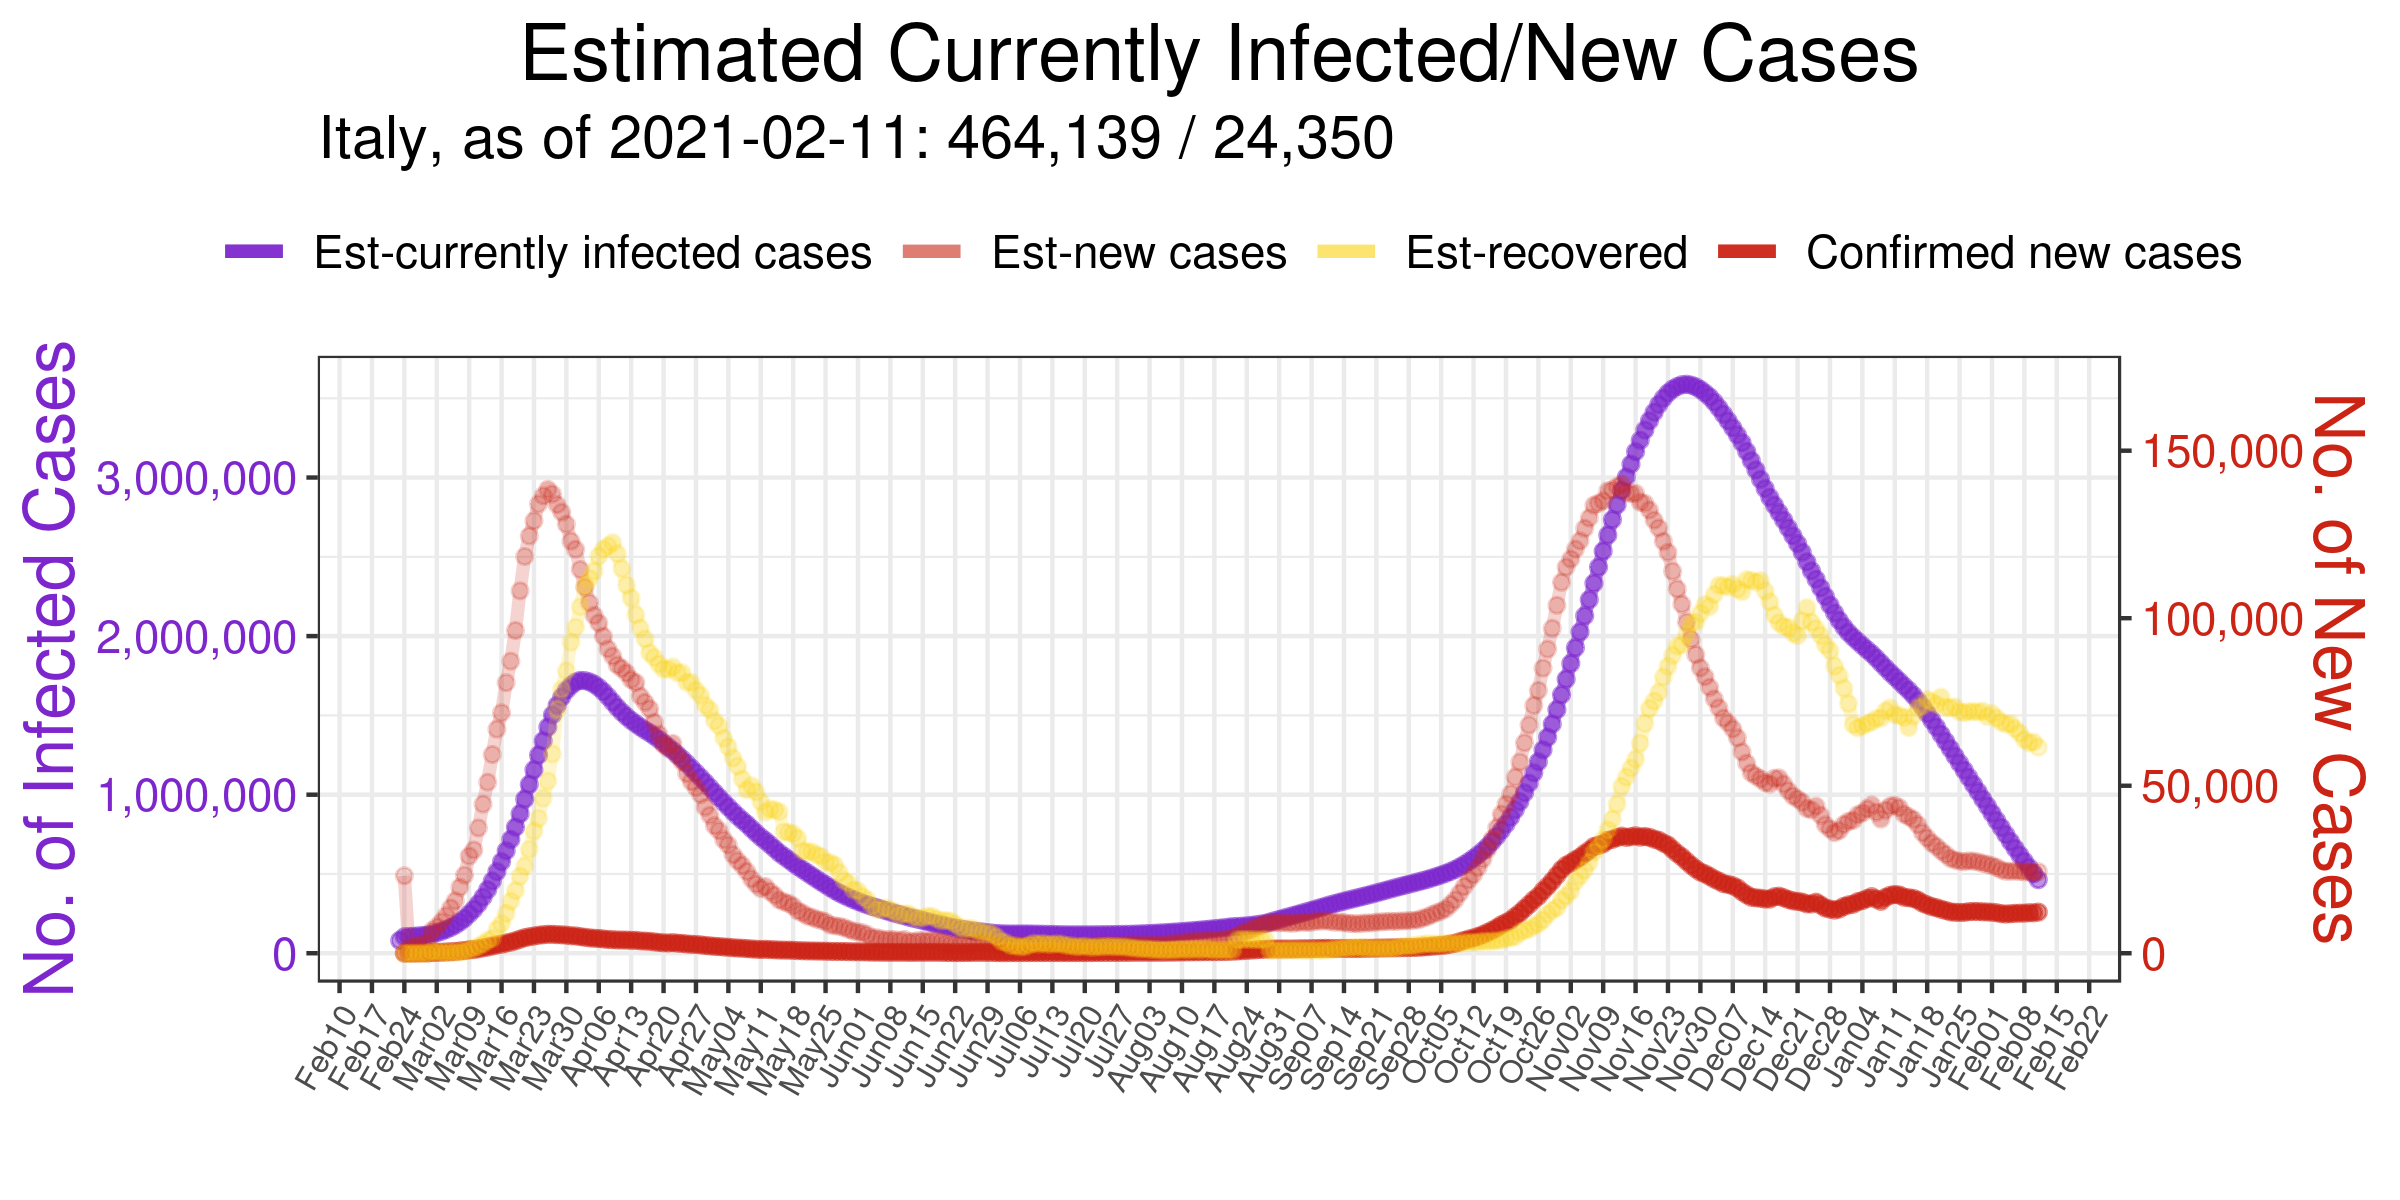 Estimated Currently Infected/New Cases
Italy, as of 2021-02-11: 464,139 / 24,350
Est-currently infected cases Est-new cases Est-recovered Confirmed new cases
No. of Infected Cases
3,000,000
2,000,000
1,000,000
0
150,000
100,000
50,000
0
No. of New Cases
Feb10 Feb17 Feb24 Mar02 Mar09 Mar16 Mar23 Mar30 Apr06 Apr13 Apr20 Apr27 May04 May11 May18 May25 Jun01 Jun08 Jun15 Jun22 Jun29 Jul06 Jul13 Jul20 Jul27 Aug03 Aug10 Aug17 Aug24 Aug31 Sep07 Sep14 Sep21 Sep28 Oct05 Oct12 Oct19 Oct26 Nov02 Nov09 Nov16 Nov23 Nov30 Dec07 Dec14 Dec21 Dec28 Jan04 Jan11 Jan18 Jan25 Feb01 Feb08 Feb15 Feb22